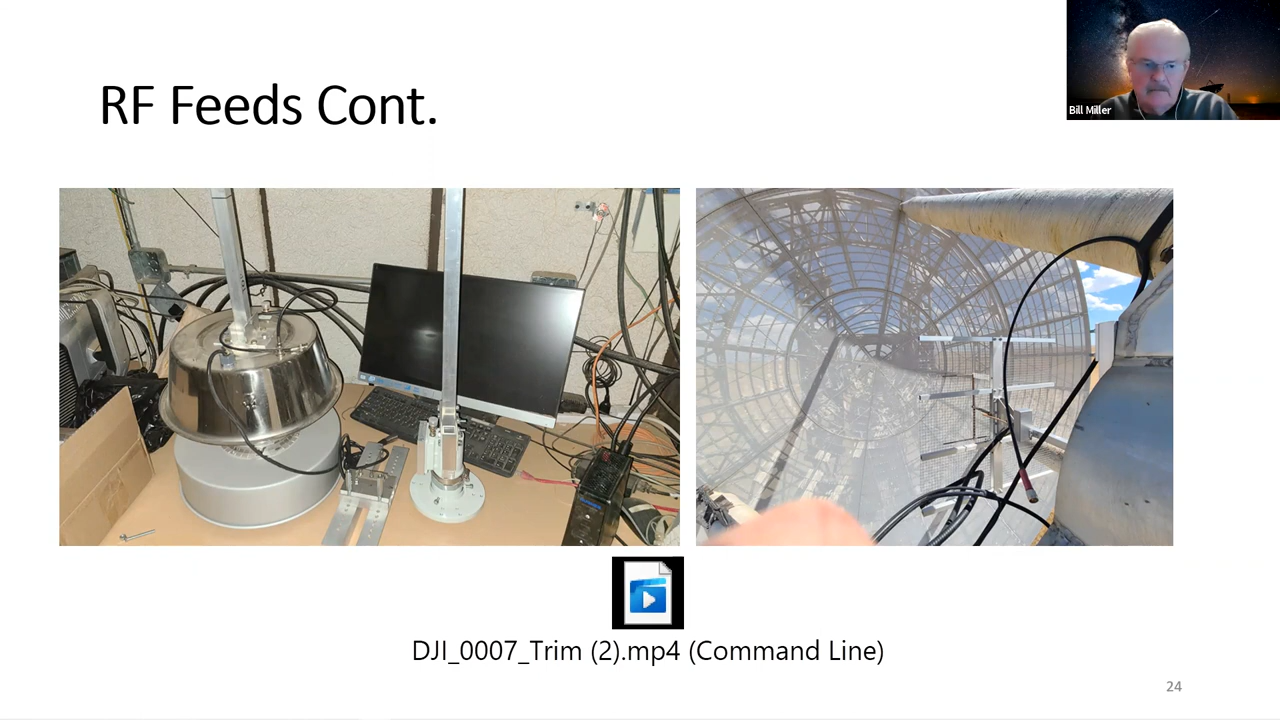 RF Feeds Cont.
Bill Miller
DJI_0007_Trim (2).mp4 (Command Line)
24